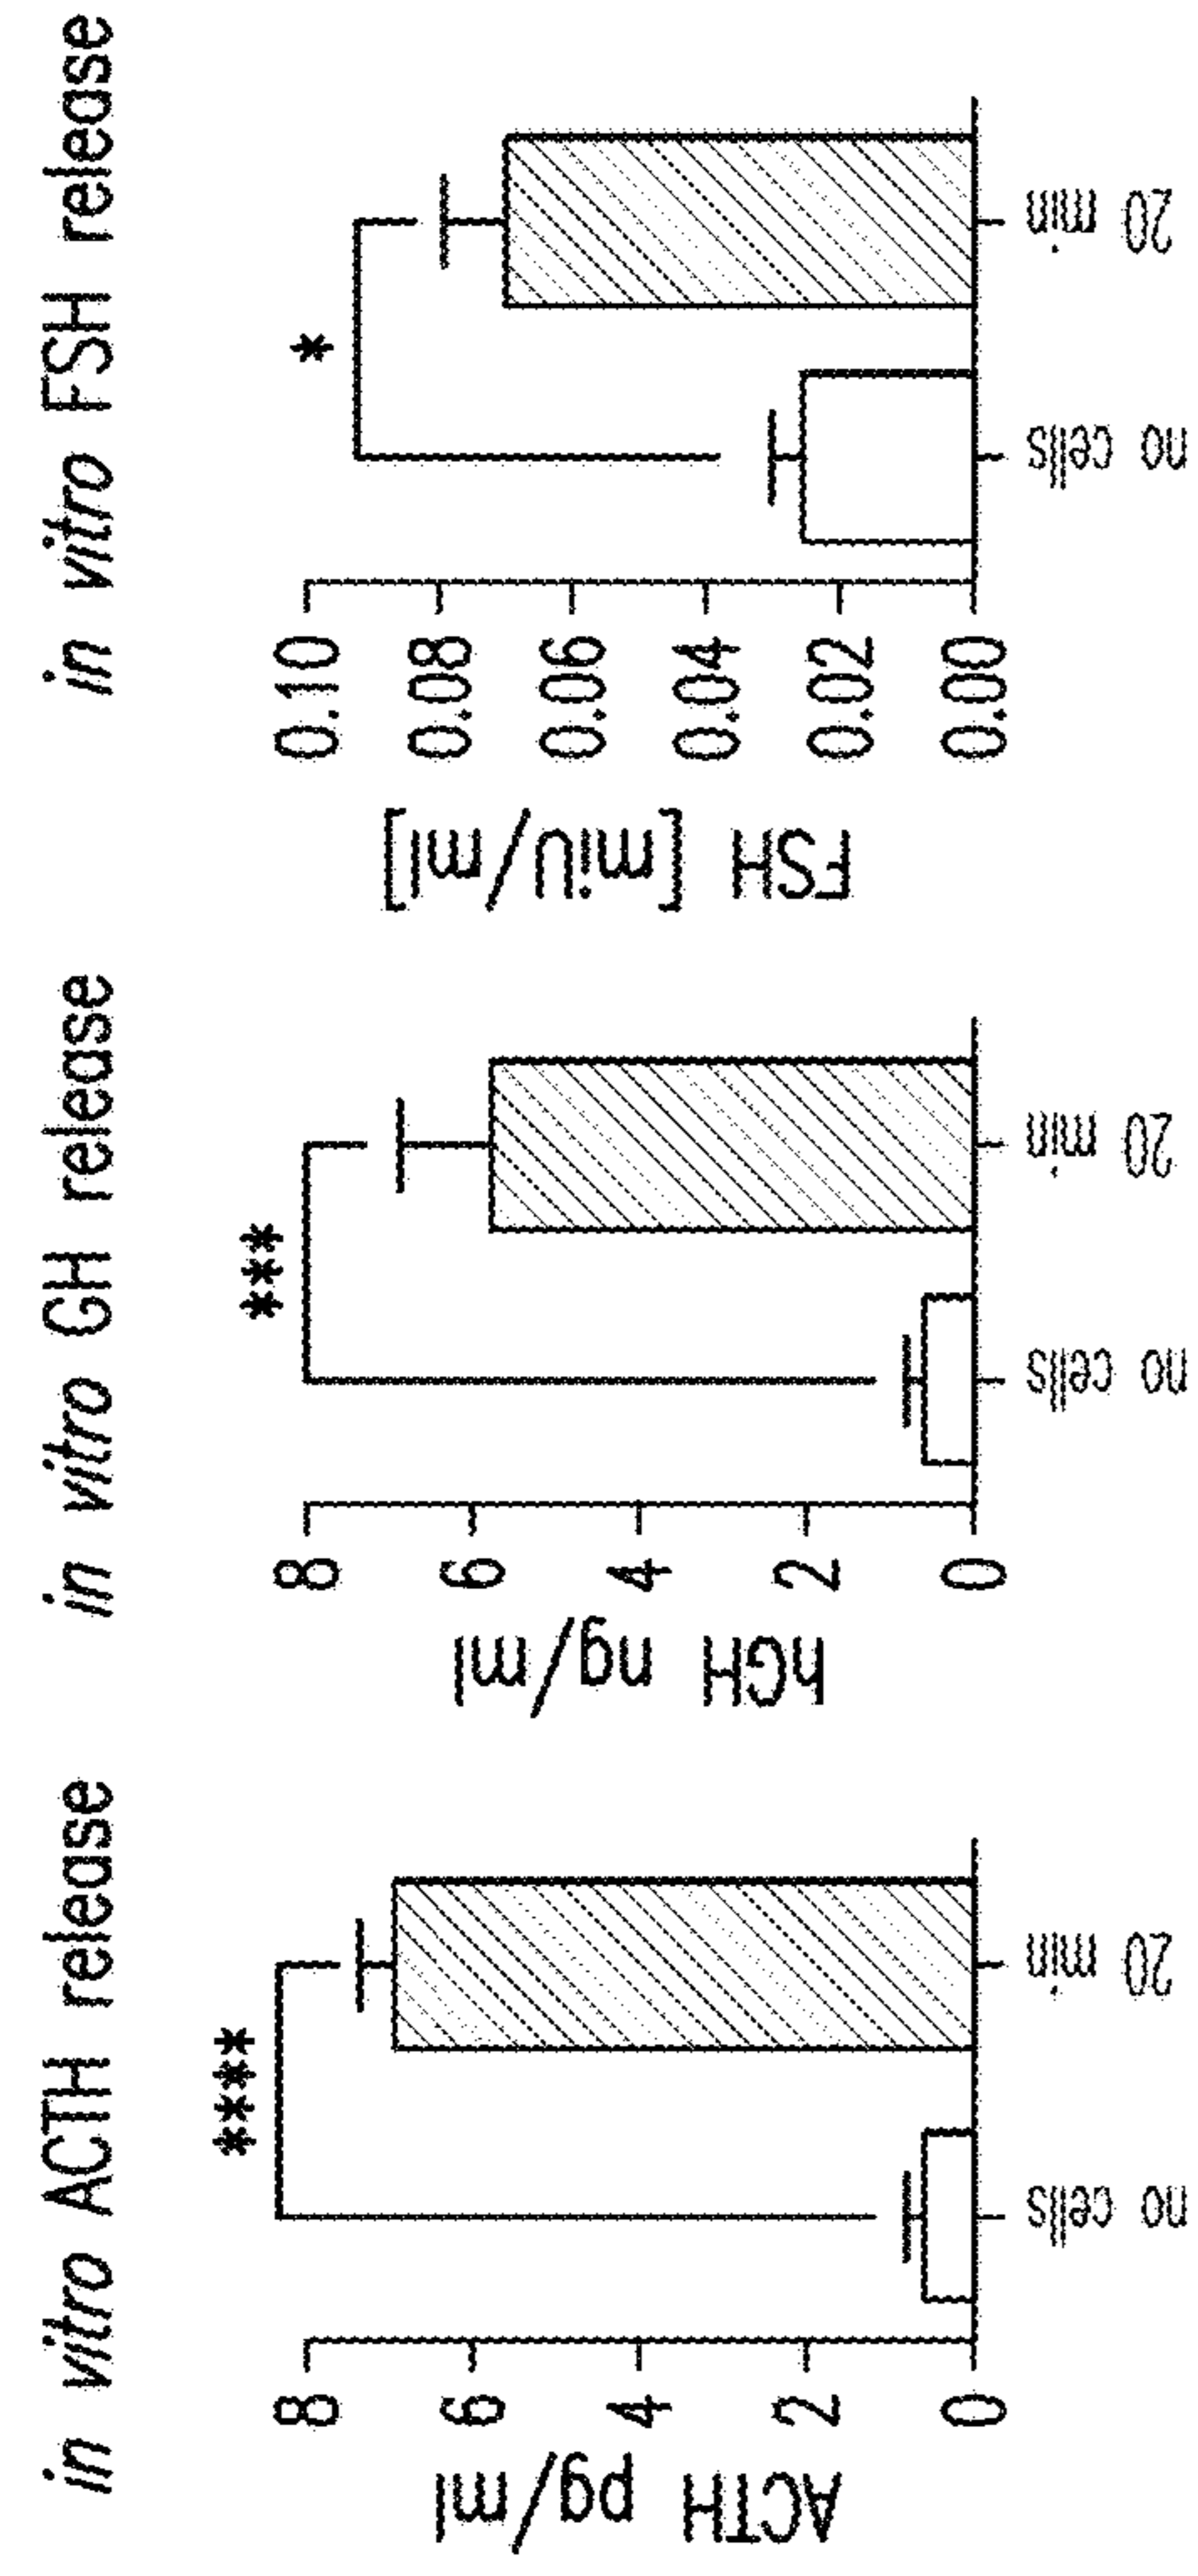 in vitro ACTH release
ACTH pg/ml
8
6
4
2
0
****
no cells
20 min
in vitro GH release
hGH ng/ml
8
6
4
2
0
***
no cells
20 min
in vitro FSH release
FSH [miU/ml]
0.10
0.08
0.06
0.04
0.02
0.00
*
no cells
20 min